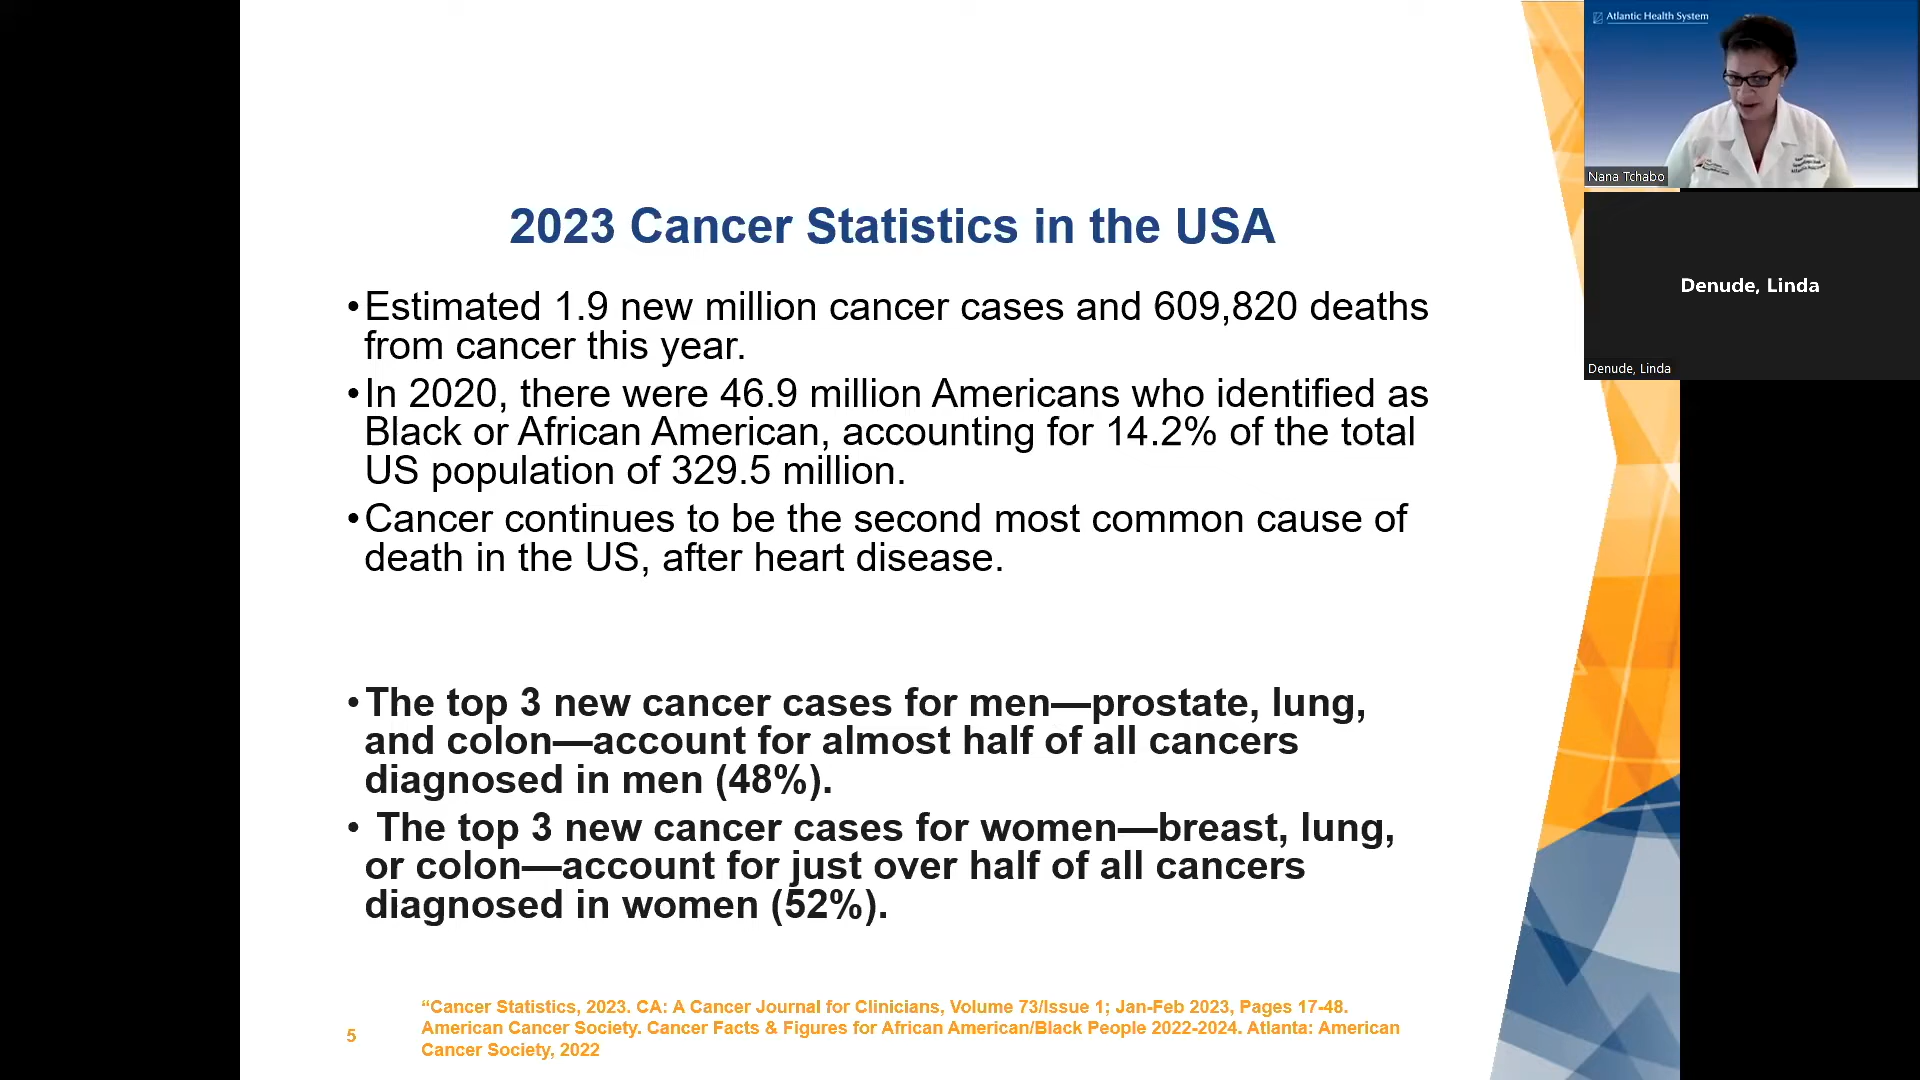 Atlantic Health System
Nana Tchabo
Denude, Linda
Denude, Linda
2023 Cancer Statistics in the USA
•Estimated 1.9 new million cancer cases and 609,820 deaths
from cancer this year.
•In 2020, there were 46.9 million Americans who identified as
Black or African American, accounting for 14.2% of the total
US population of 329.5 million.
•Cancer continues to be the second most common cause of
death in the US, after heart disease.
•The top 3 new cancer cases for men—prostate, lung,
and colon—account for almost half of all cancers
diagnosed in men (48%).
• The top 3 new cancer cases for women—breast, lung,
or colon—account for just over half of all cancers
diagnosed in women (52%).
“Cancer Statistics, 2023. CA: A Cancer Journal for Clinicians, Volume 73/Issue 1; Jan-Feb 2023, Pages 17-48.
American Cancer Society. Cancer Facts & Figures for African American/Black People 2022-2024. Atlanta: American
Cancer Society, 2022
5